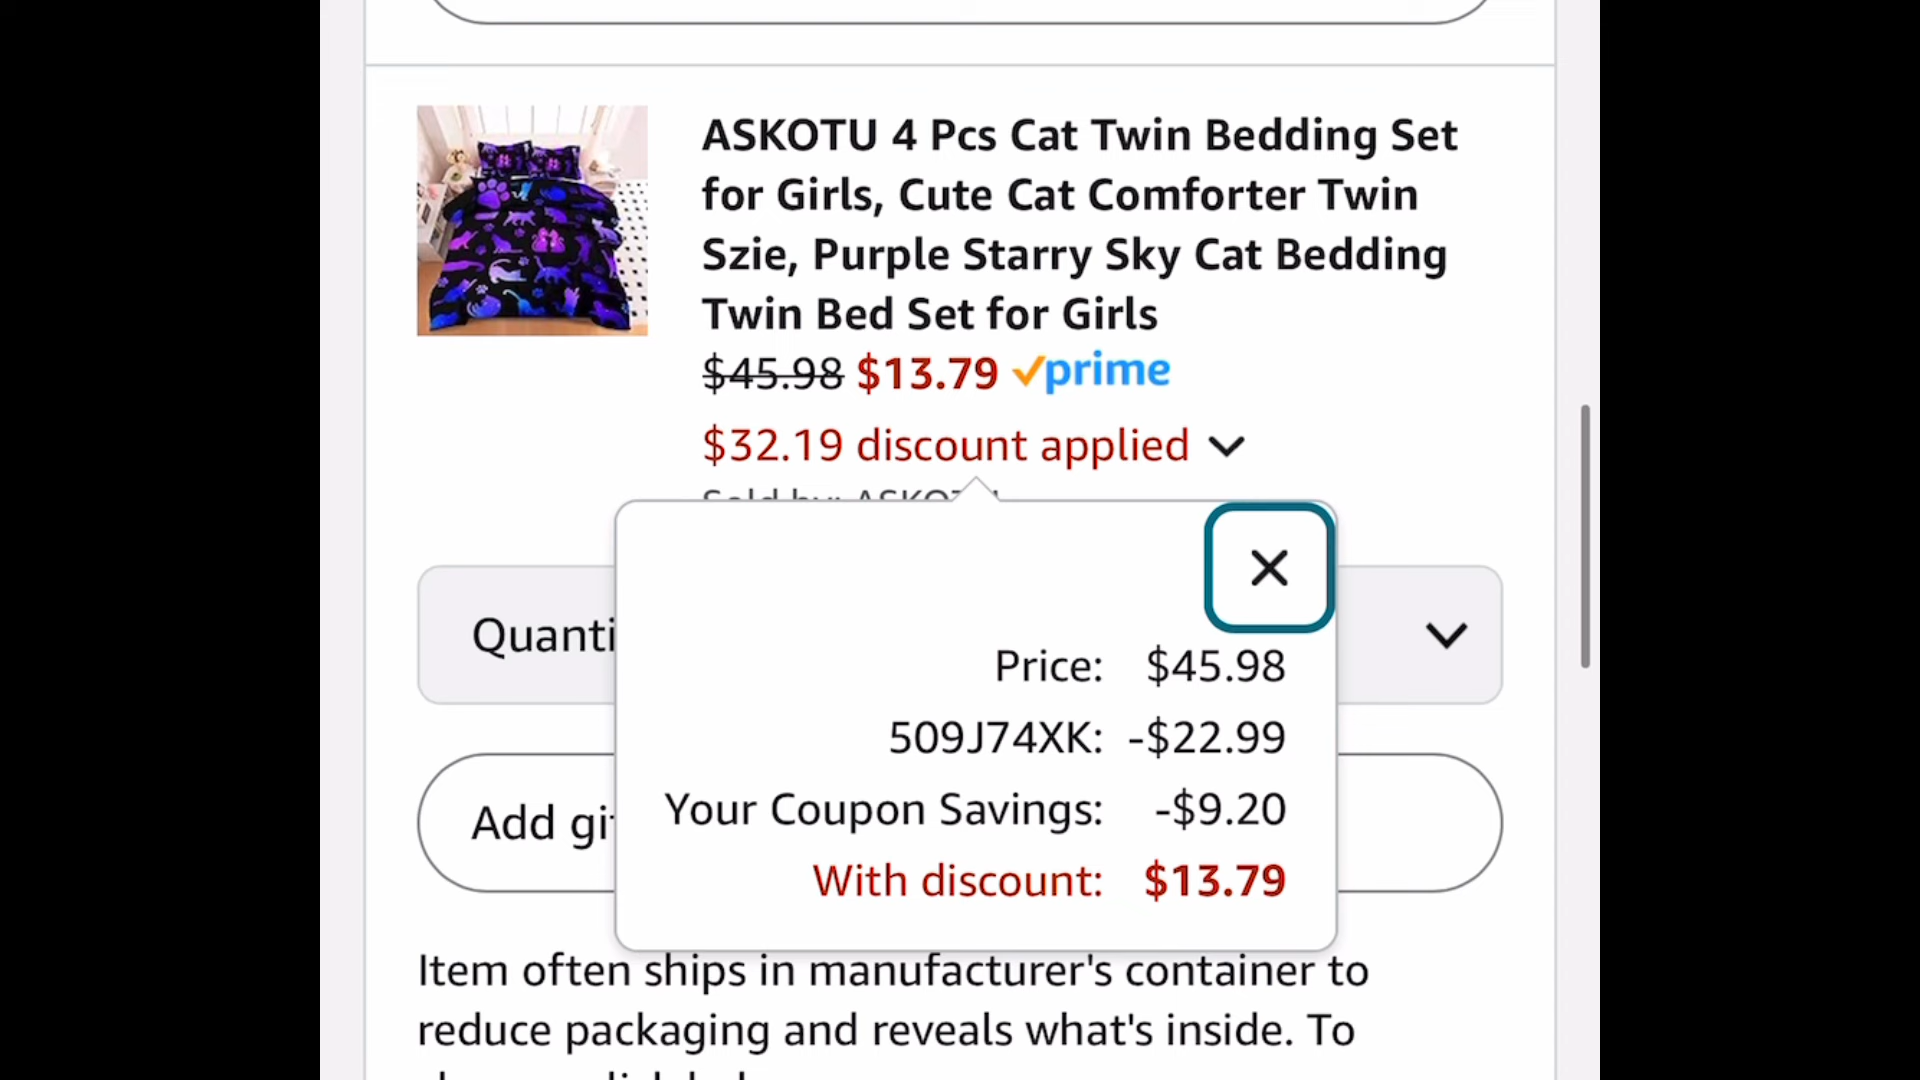 ASKOTU 4 Pcs Cat Twin Bedding Set
for Girls, Cute Cat Comforter Twin
Szie, Purple Starry Sky Cat Bedding
Twin Bed Set for Girls
$45.98 $13.79 prime
$32.19 discount applied
Quanti
Price: $45.98
509J74XK: -$22.99
Add gi
Your Coupon Savings: -$9.20
With discount: $13.79
Item often ships in manufacturer's container to
reduce packaging and reveals what's inside. To